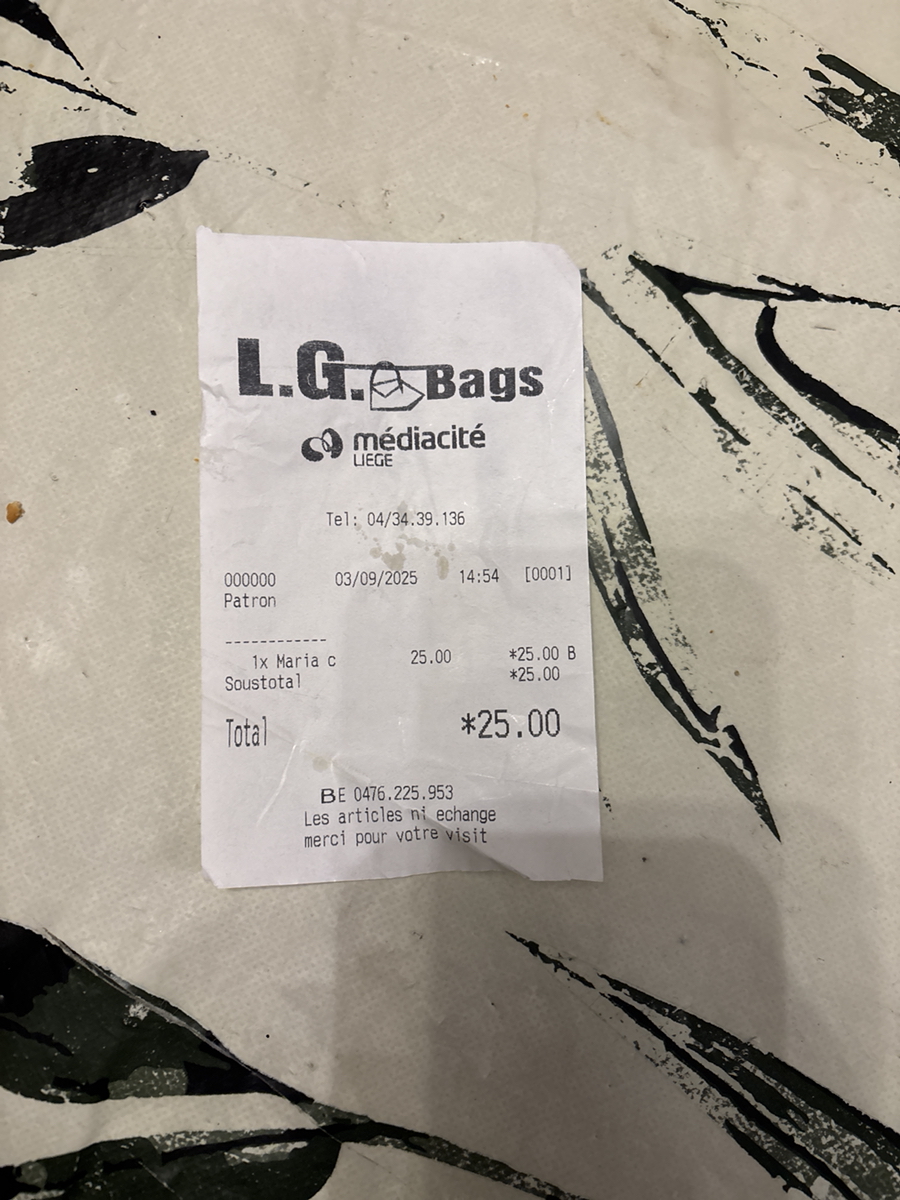 L.G. Bags
médiacité
LIEGE
Tel: 04/34.39.136
000000 03/09/2025 14:54 [0001]
Patron
------------
1x Maria c 25.00 *25.00 B
Soustotal *25.00
Total *25.00
BE 0476.225.953
Les articles ni echange
merci pour votre visit